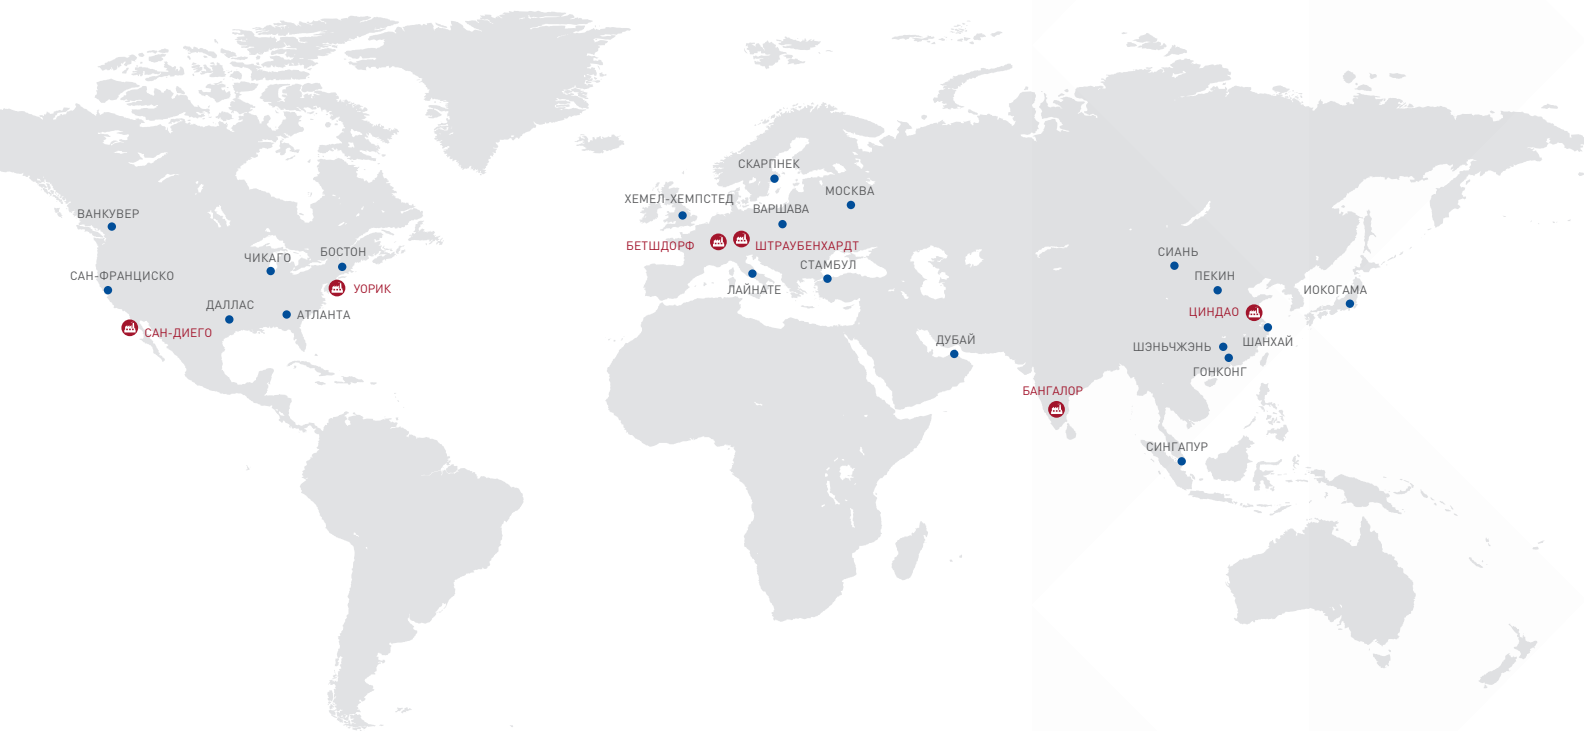 СКАРПНЕК
МОСКВА
ХЕМЕЛ-ХЕМПСТЕД
ВАРШАВА
ВАНКУВЕР
БЕТШДОРФ
ШТРАУБЕНХАРДТ
БОСТОН
СИАНЬ
ЧИКАГО
СТАМБУЛ
САН-ФРАНЦИСКО
ПЕКИН
УОРИК
ЛАЙНАТЕ
ИОКОГАМА
ДАЛЛАС
ЦИНДАО
АТЛАНТА
САН-ДИЕГО
ДУБАЙ
ШАНХАЙ
ШЭНЬЧЖЭНЬ
ГОНКОНГ
БАНГАЛОР
СИНГАПУР